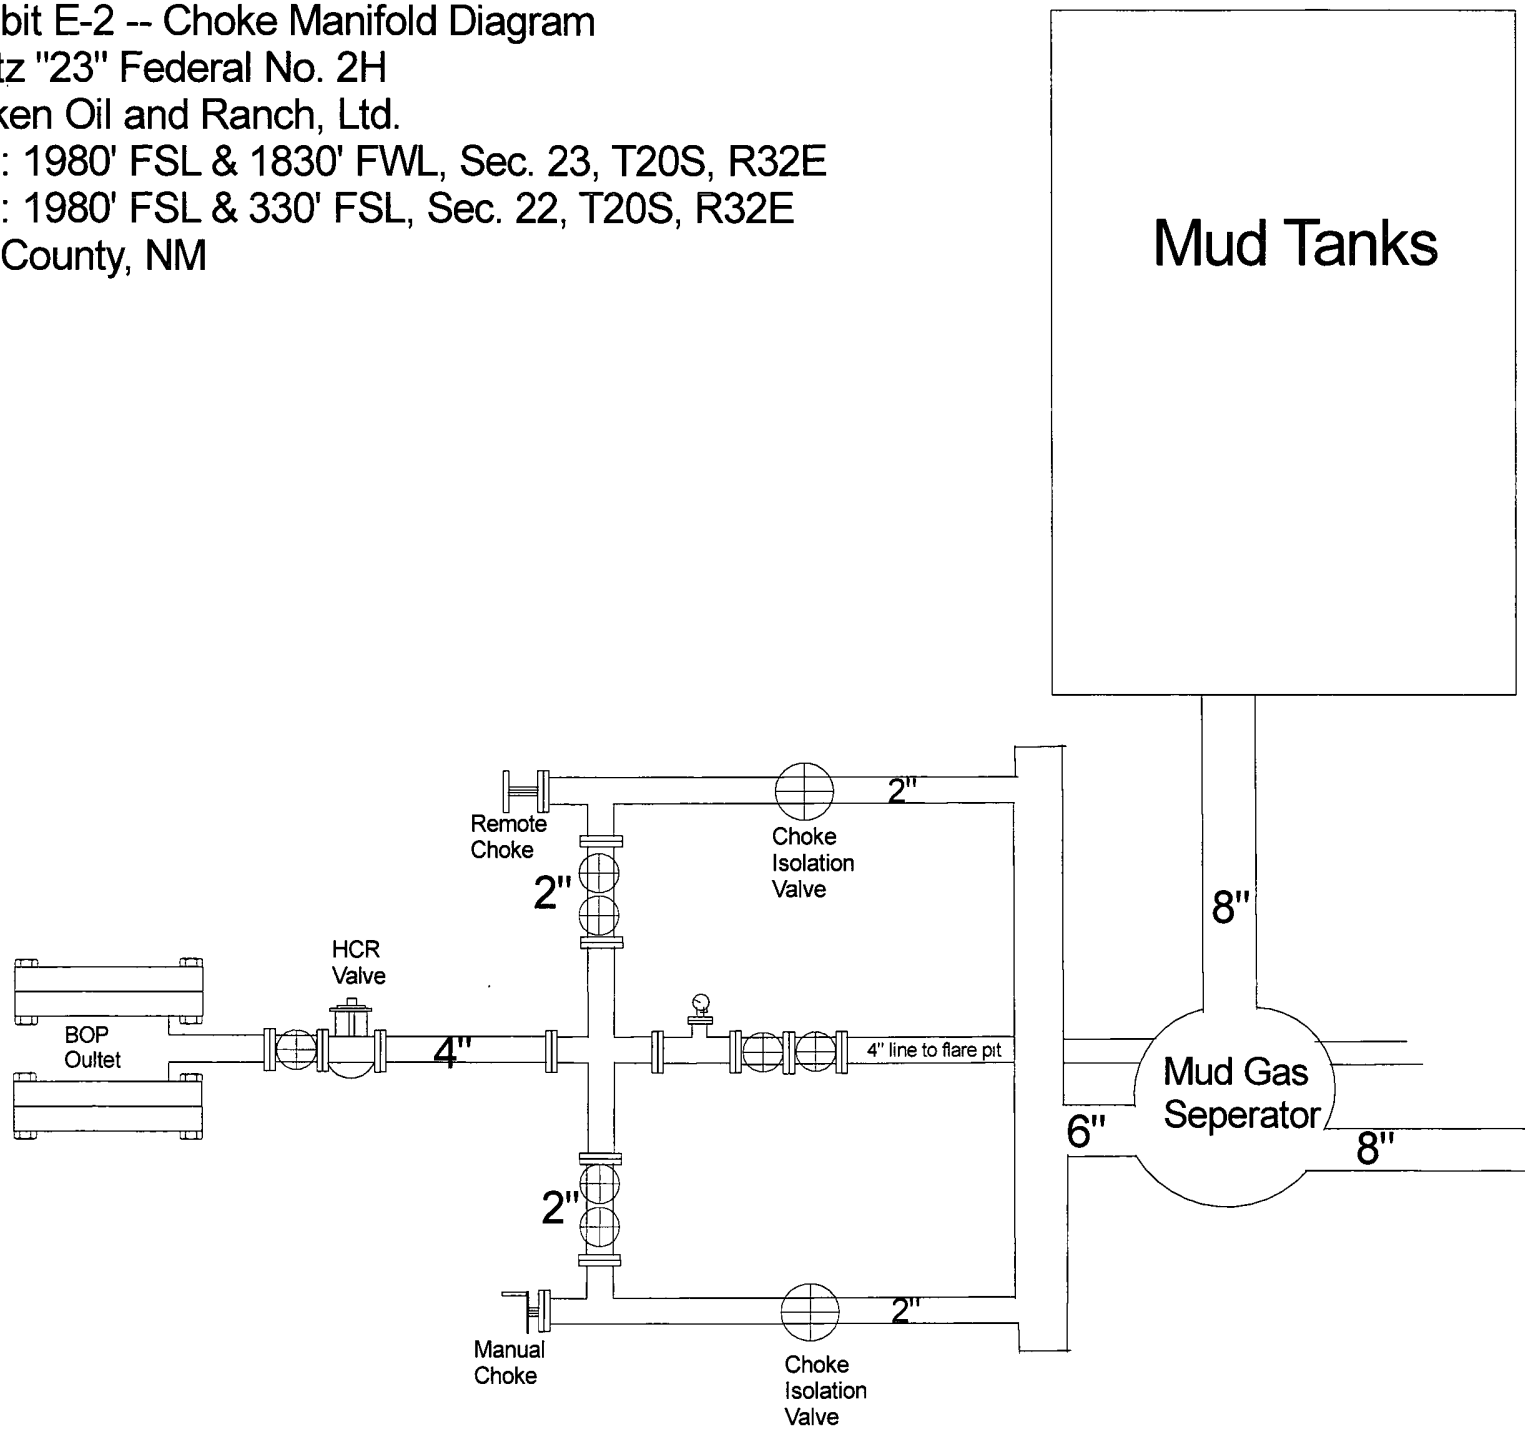 bit E-2 -- Choke Manifold Diagram
tz "23" Federal No. 2H
ken Oil and Ranch, Ltd.
: 1980' FSL & 1830' FWL, Sec. 23, T20S, R32E
: 1980' FSL & 330' FSL, Sec. 22, T20S, R32E
County, NM
Mud Tanks
Remote
Choke
2"
Choke
Isolation
Valve
2"
8"
HCR
Valve
BOP
Oultet
4"
4" line to flare pit
Mud Gas
Seperator
6"
8"
2"
Manual
Choke
2"
Choke
Isolation
Valve